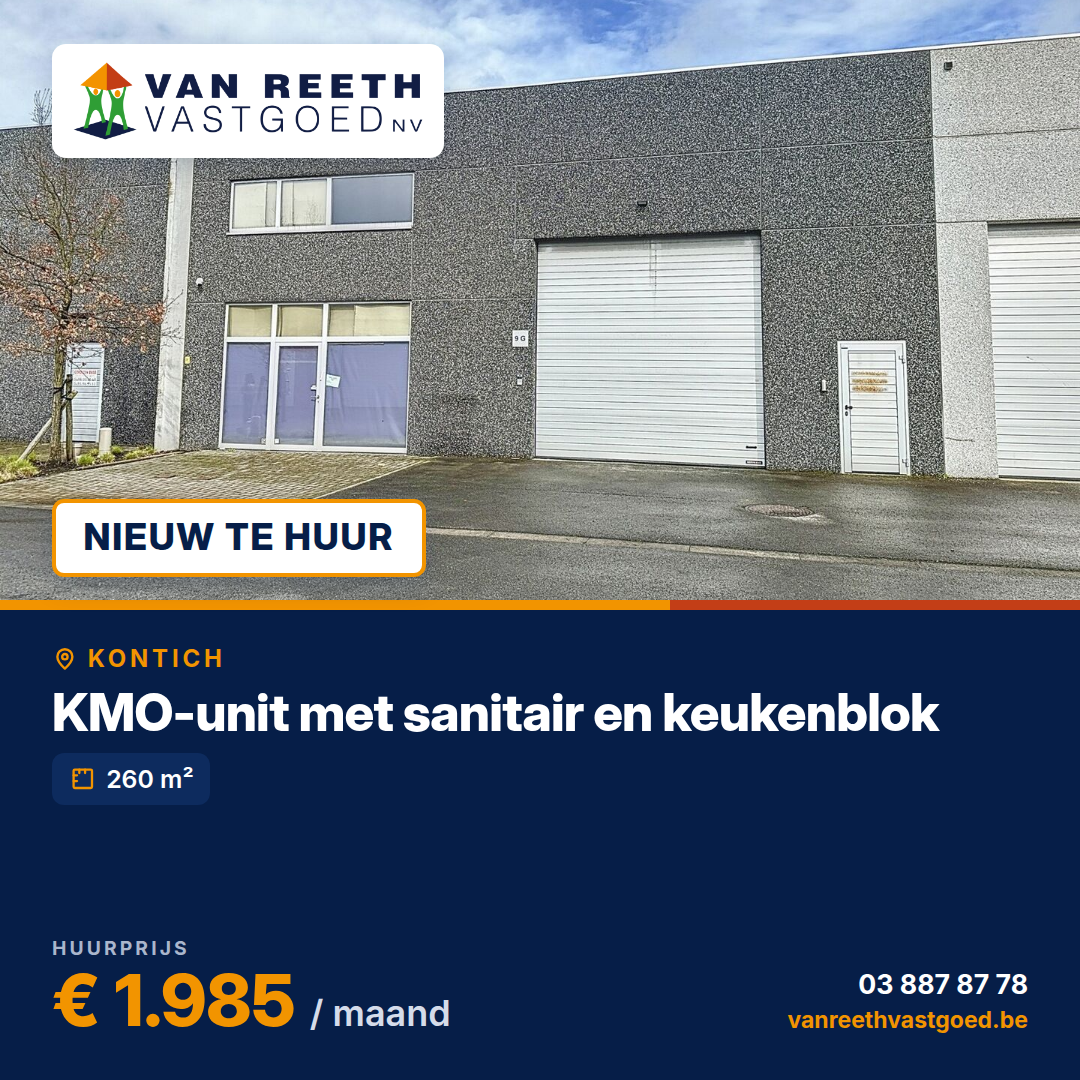 VAN REETH
VASTGOED NV
9 G
NIEUW TE HUUR
KONTICH
KMO-unit met sanitair en keukenblok
260 m²
HUURPRIJS
€ 1.985 / maand
03 887 87 78
vanreethvastgoed.be